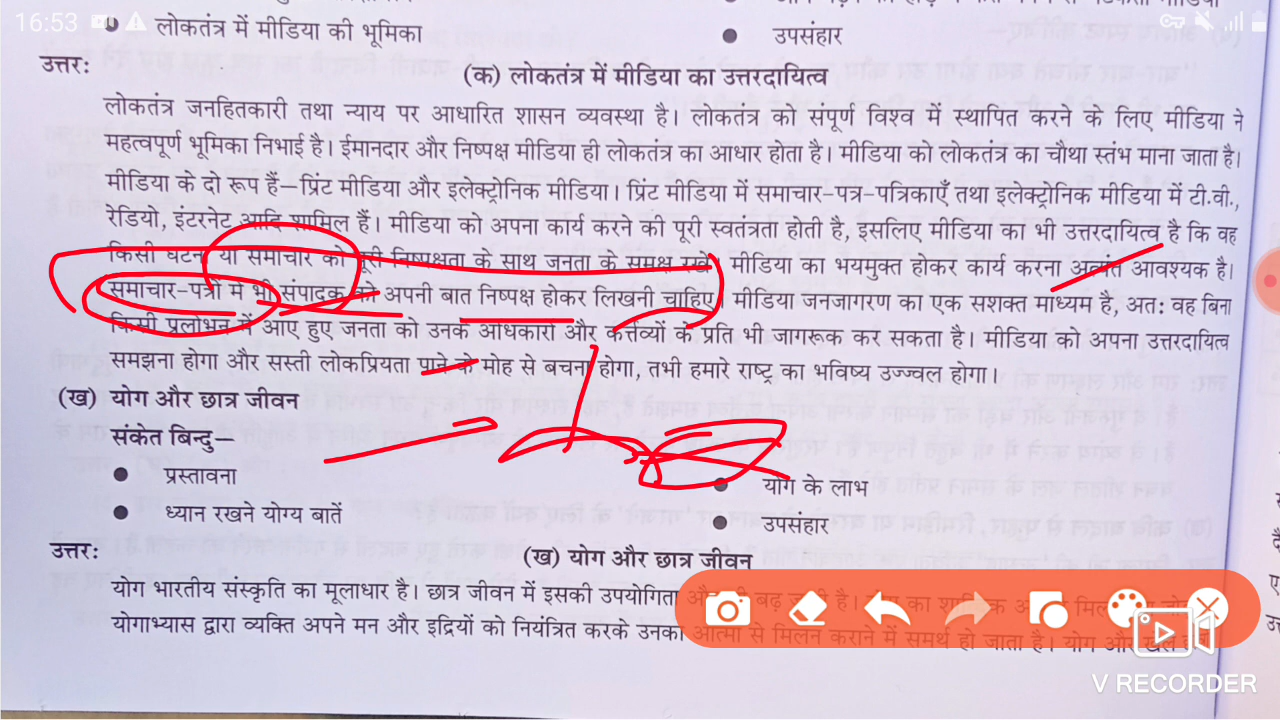 16:53
लोकतंत्र में मीडिया की भूमिका
उपसंहार
उत्तर:
(क) लोकतंत्र में मीडिया का उत्तरदायित्व
लोकतंत्र जनहितकारी तथा न्याय पर आधारित शासन व्यवस्था है। लोकतंत्र को संपूर्ण विश्व में स्थापित करने के लिए मीडिया ने
महत्वपूर्ण भूमिका निभाई है। ईमानदार और निष्पक्ष मीडिया ही लोकतंत्र का आधार होता है। मीडिया को लोकतंत्र का चौथा स्तंभ माना जाता है।
मीडिया के दो रूप हैं—प्रिंट मीडिया और इलेक्ट्रोनिक मीडिया। प्रिंट मीडिया में समाचार-पत्र, पत्रिकाएँ तथा इलेक्ट्रोनिक मीडिया में टी.वी.,
रेडियो, इंटरनेट आदि शामिल हैं। मीडिया को अपना कार्य करने की पूरी स्वतंत्रता होती है, इसलिए मीडिया का भी उत्तरदायित्व है कि वह
किसी घटना या समाचार को पूरी निष्पक्षता के साथ जनता के समक्ष रखे। मीडिया का भयमुक्त होकर कार्य करना अत्यंत आवश्यक है।
समाचार-पत्रों में भी संपादक को अपनी बात निष्पक्ष होकर लिखनी चाहिए। मीडिया जनजागरण का एक सशक्त माध्यम है, अत: वह बिना
किसी प्रलोभन में आए हुए जनता को उनके अधिकारों और कर्तव्यों के प्रति भी जागरूक कर सकता है। मीडिया को अपना उत्तरदायित्व
समझना होगा और सस्ती लोकप्रियता पाने के मोह से बचना होगा, तभी हमारे राष्ट्र का भविष्य उज्ज्वल होगा।
(ख) योग और छात्र जीवन
संकेत बिन्दु—
प्रस्तावना
योग के लाभ
ध्यान रखने योग्य बातें
उपसंहार
उत्तर:
(ख) योग और छात्र जीवन
योग भारतीय संस्कृति का मूलाधार है। छात्र जीवन में इसकी उपयोगिता है। का
योगाभ्यास द्वारा व्यक्ति अपने मन और इंद्रियों को नियंत्रित करके उनका आत्मा से मिलन कराने में समर्थ हो जाता है। योग और खेल
V RECORDER